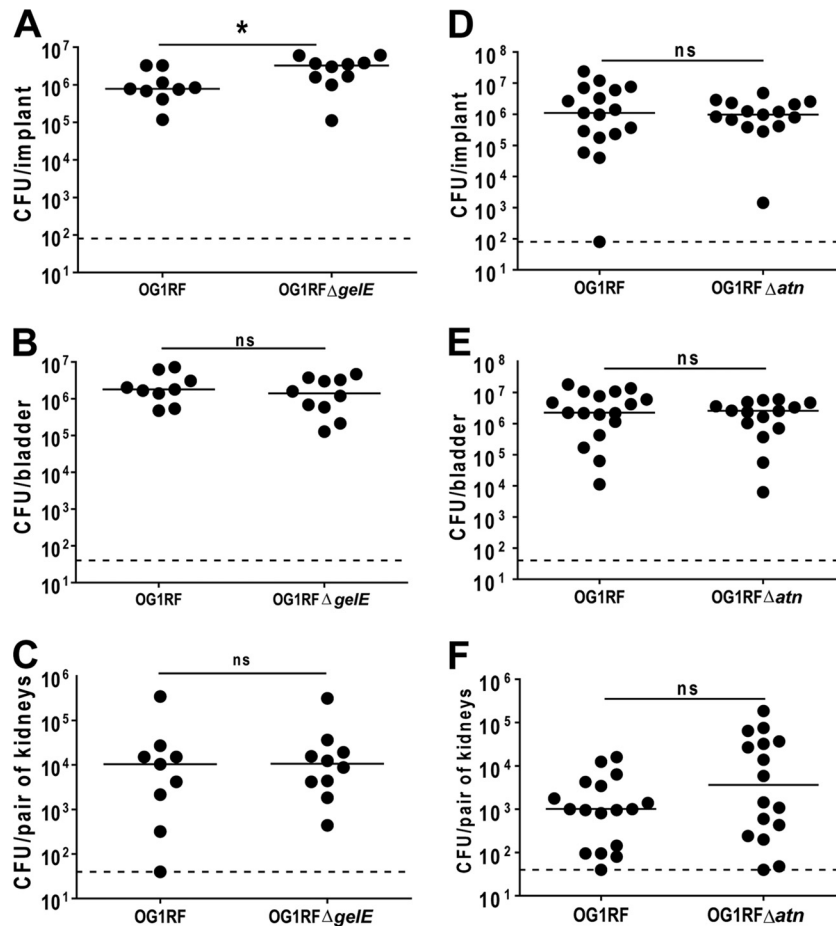 A
CFU/implant
10^7
10^6
10^5
10^4
10^3
10^2
10^1
*
OG1RF
OG1RFΔgelE
B
CFU/bladder
10^7
10^6
10^5
10^4
10^3
10^2
10^1
ns
OG1RF
OG1RFΔgelE
C
CFU/pair of kidneys
10^6
10^5
10^4
10^3
10^2
10^1
ns
OG1RF
OG1RFΔgelE
D
CFU/implant
10^8
10^7
10^6
10^5
10^4
10^3
10^2
10^1
ns
OG1RF
OG1RFΔatn
E
CFU/bladder
10^8
10^7
10^6
10^5
10^4
10^3
10^2
10^1
ns
OG1RF
OG1RFΔatn
F
CFU/pair of kidneys
10^6
10^5
10^4
10^3
10^2
10^1
ns
OG1RF
OG1RFΔatn